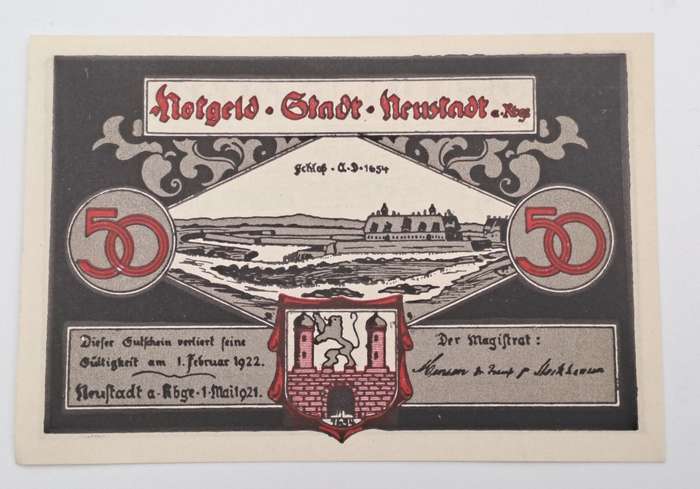 Notgeld · Stadt · Neustadt a. Rbge
Schloß · A · D · 1654
50
50
Dieser Gutschein verliert seine
Gültigkeit am 1. Februar 1922.
Neustadt a · Rbge · 1 · Mai 1921.
Der Magistrat :